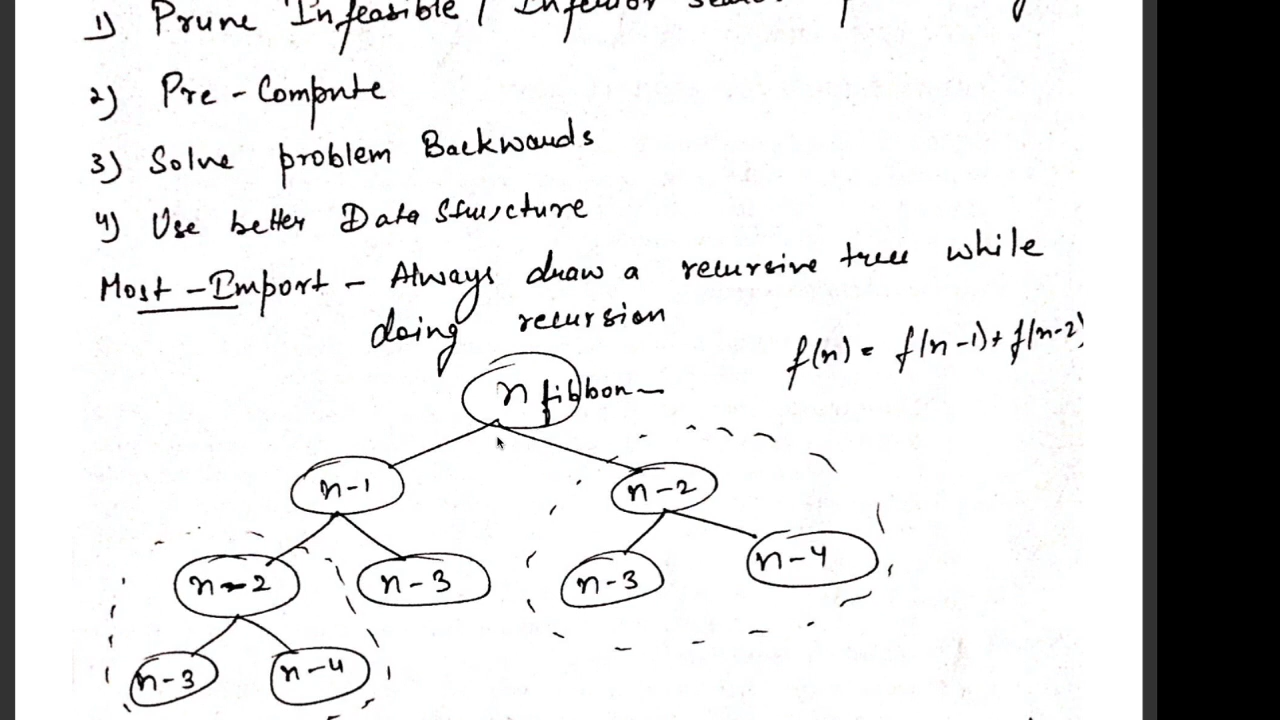 1) Prune Infeasible / Inferior
2) Pre - Compute
3) Solve problem Backwards
4) Use better Data Structure
Most - Import - Always draw a recursive tree while
doing recursion
f(n) = f(n-1) + f(n-2)
n fibbon
n-1 n-2
n-2 n-3 n-3 n-4
n-3 n-4